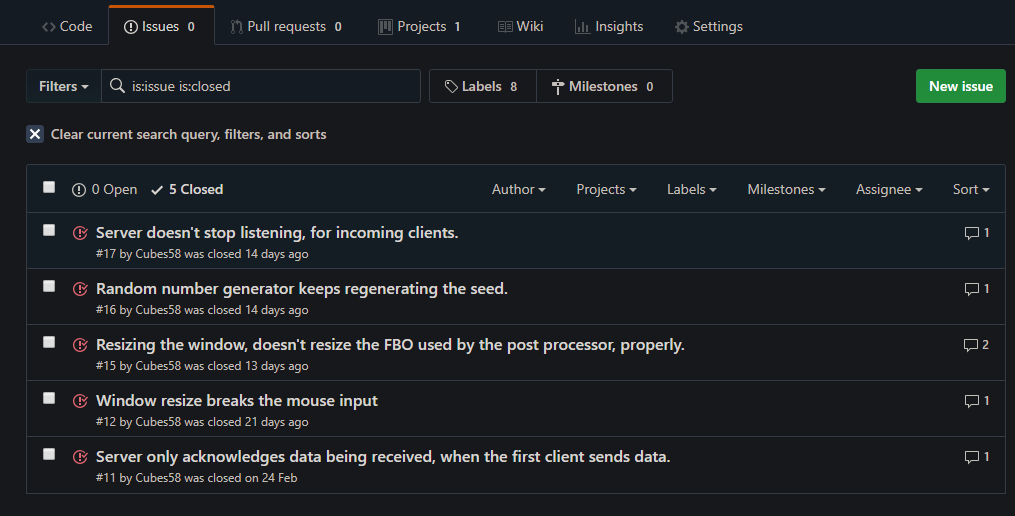 Code Issues 0 Pull requests 0 Projects 1 Wiki Insights Settings
Filters is:issue is:closed Labels 8 Milestones 0 New issue
Clear current search query, filters, and sorts
0 Open 5 Closed Author Projects Labels Milestones Assignee Sort
Server doesn't stop listening, for incoming clients. 1
#17 by Cubes58 was closed 14 days ago
Random number generator keeps regenerating the seed. 1
#16 by Cubes58 was closed 14 days ago
Resizing the window, doesn't resize the FBO used by the post processor, properly. 2
#15 by Cubes58 was closed 13 days ago
Window resize breaks the mouse input 1
#12 by Cubes58 was closed 21 days ago
Server only acknowledges data being received, when the first client sends data. 1
#11 by Cubes58 was closed on 24 Feb